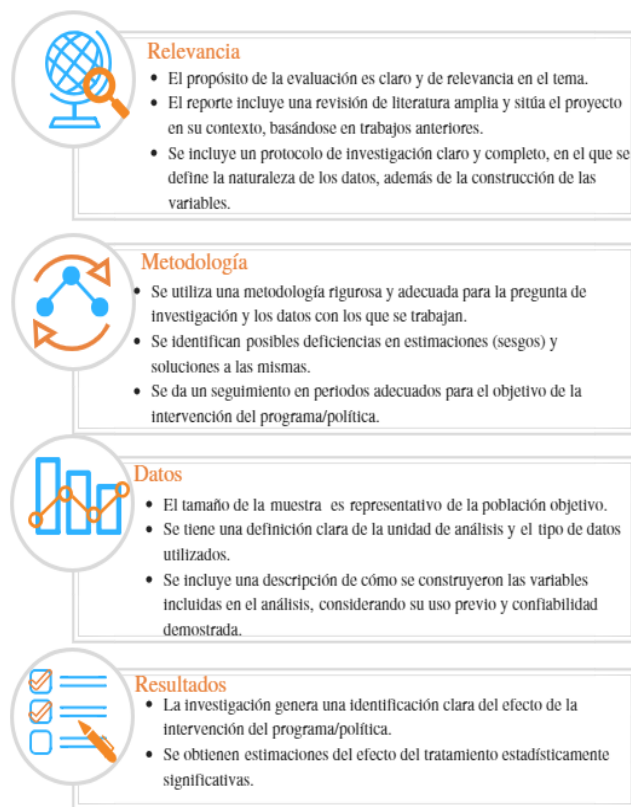 Relevancia
• El propósito de la evaluación es claro y de relevancia en el tema.
• El reporte incluye una revisión de literatura amplia y sitúa el proyecto
en su contexto, basándose en trabajos anteriores.
• Se incluye un protocolo de investigación claro y completo, en el que se
define la naturaleza de los datos, además de la construcción de las
variables.
Metodología
• Se utiliza una metodología rigurosa y adecuada para la pregunta de
investigación y los datos con los que se trabajan.
• Se identifican posibles deficiencias en estimaciones (sesgos) y
soluciones a las mismas.
• Se da un seguimiento en periodos adecuados para el objetivo de la
intervención del programa/política.
Datos
• El tamaño de la muestra es representativo de la población objetivo.
• Se tiene una definición clara de la unidad de análisis y el tipo de datos
utilizados.
• Se incluye una descripción de cómo se construyeron las variables
incluidas en el análisis, considerando su uso previo y confiabilidad
demostrada.
Resultados
• La investigación genera una identificación clara del efecto de la
intervención del programa/política.
• Se obtienen estimaciones del efecto del tratamiento estadísticamente
significativas.